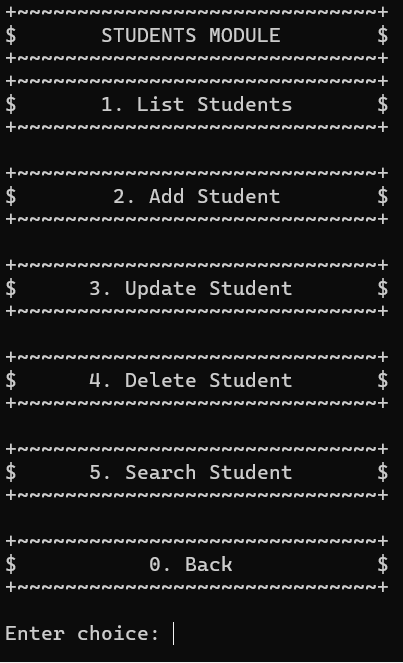 +~~~~~~~~~~~~~~~~~~~~~~~~~~~~~~+
$       STUDENTS MODULE        $
+~~~~~~~~~~~~~~~~~~~~~~~~~~~~~~+
+~~~~~~~~~~~~~~~~~~~~~~~~~~~~~~+
$       1. List Students       $
+~~~~~~~~~~~~~~~~~~~~~~~~~~~~~~+

+~~~~~~~~~~~~~~~~~~~~~~~~~~~~~~+
$        2. Add Student        $
+~~~~~~~~~~~~~~~~~~~~~~~~~~~~~~+

+~~~~~~~~~~~~~~~~~~~~~~~~~~~~~~+
$      3. Update Student       $
+~~~~~~~~~~~~~~~~~~~~~~~~~~~~~~+

+~~~~~~~~~~~~~~~~~~~~~~~~~~~~~~+
$      4. Delete Student       $
+~~~~~~~~~~~~~~~~~~~~~~~~~~~~~~+

+~~~~~~~~~~~~~~~~~~~~~~~~~~~~~~+
$      5. Search Student       $
+~~~~~~~~~~~~~~~~~~~~~~~~~~~~~~+

+~~~~~~~~~~~~~~~~~~~~~~~~~~~~~~+
$           0. Back            $
+~~~~~~~~~~~~~~~~~~~~~~~~~~~~~~+

Enter choice: